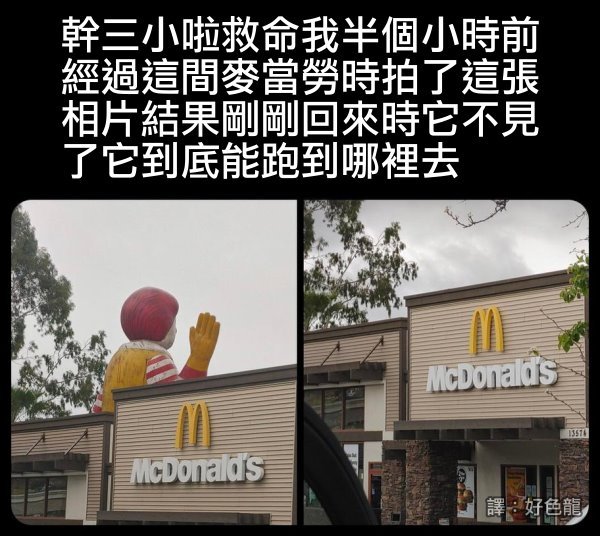 幹三小啦救命我半個小時前
經過這間麥當勞時拍了這張
相片結果剛剛回來時它不見
了它到底能跑到哪裡去
McDonald's
McDonald's
13576
譯：好色龍